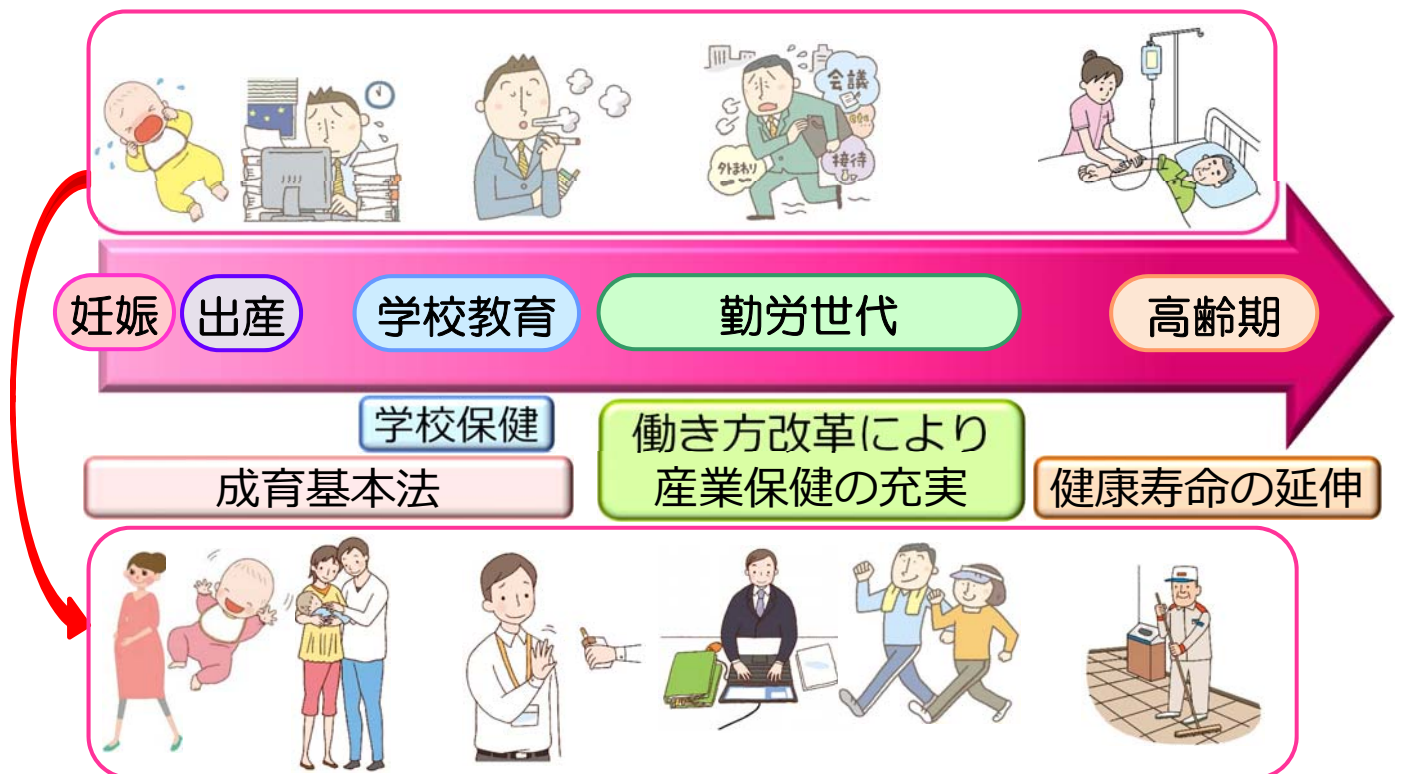 会議
外まわり
接待
妊娠
出産
学校教育
勤労世代
高齢期
学校保健
働き方改革により
産業保健の充実
成育基本法
健康寿命の延伸